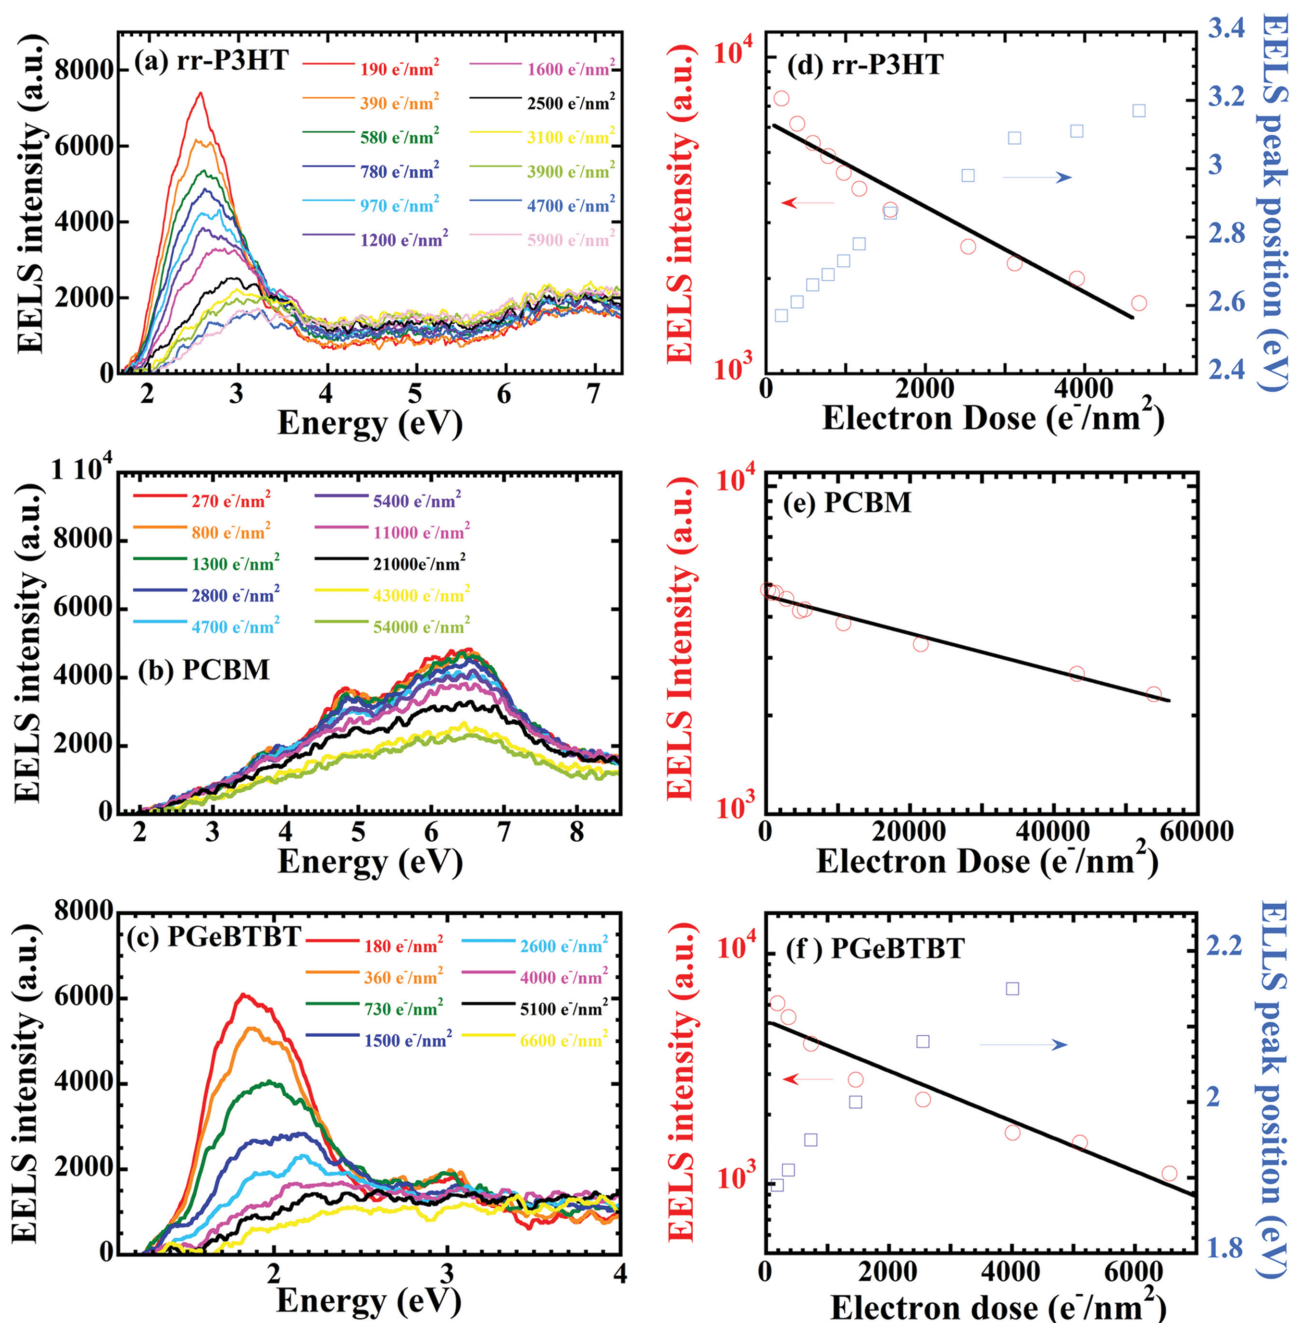 (a) rr-P3HT
190 e⁻/nm²
390 e⁻/nm²
580 e⁻/nm²
780 e⁻/nm²
970 e⁻/nm²
1200 e⁻/nm²
1600 e⁻/nm²
2500 e⁻/nm²
3100 e⁻/nm²
3900 e⁻/nm²
4700 e⁻/nm²
5900 e⁻/nm²
EELS intensity (a.u.)
8000
6000
4000
2000
0
2 3 4 5 6 7
Energy (eV)
(d) rr-P3HT
EELS intensity (a.u.)
10⁴
10³
EELS peak position (eV)
3.4
3.2
3
2.8
2.6
2.4
0 2000 4000
Electron Dose (e⁻/nm²)
(b) PCBM
270 e⁻/nm²
800 e⁻/nm²
1300 e⁻/nm²
2800 e⁻/nm²
4700 e⁻/nm²
5400 e⁻/nm²
11000 e⁻/nm²
21000e⁻/nm²
43000 e⁻/nm²
54000 e⁻/nm²
EELS intensity (a.u.)
1 10⁴
8000
6000
4000
2000
0
2 3 4 5 6 7 8
Energy (eV)
(e) PCBM
EELS Intensity (a.u.)
10⁴
10³
0 20000 40000 60000
Electron Dose (e⁻/nm²)
(c) PGeBTBT
180 e⁻/nm²
360 e⁻/nm²
730 e⁻/nm²
1500 e⁻/nm²
2600 e⁻/nm²
4000 e⁻/nm²
5100 e⁻/nm²
6600 e⁻/nm²
EELS intensity (a.u.)
8000
6000
4000
2000
0
2 3 4
Energy (eV)
(f ) PGeBTBT
EELS intensity (a.u.)
10⁴
10³
ELLS peak position (eV)
2.2
2
1.8
0 2000 4000 6000
Electron dose (e⁻/nm²)